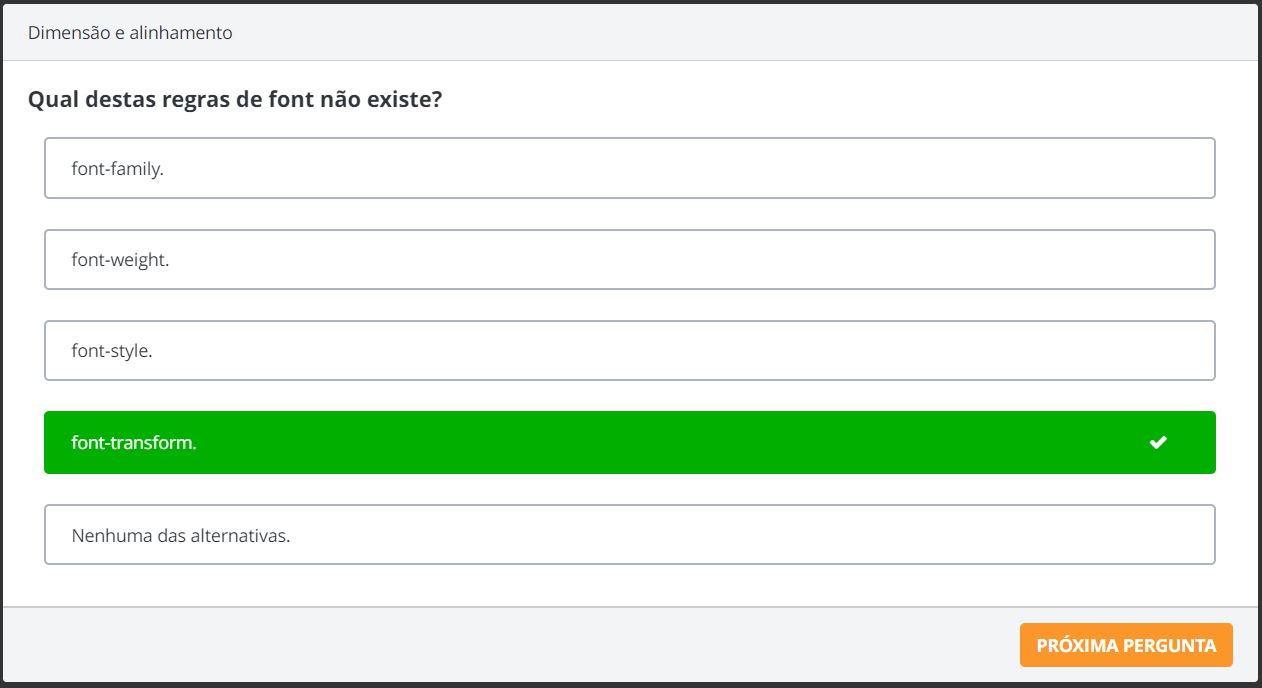 Dimensão e alinhamento
Qual destas regras de font não existe?
font-family.
font-weight.
font-style.
font-transform.
Nenhuma das alternativas.
PRÓXIMA PERGUNTA